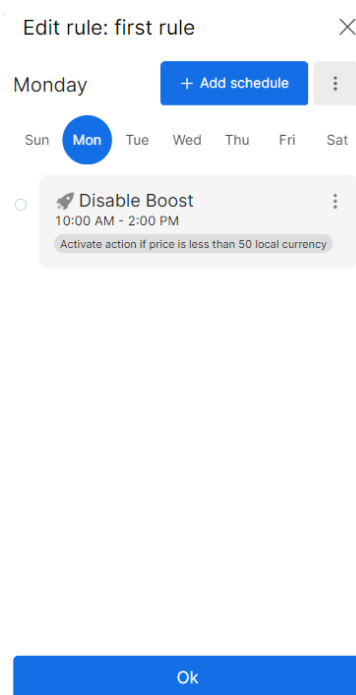 Edit rule: first rule
Monday
+ Add schedule
Sun Mon Tue Wed Thu Fri Sat
Disable Boost
10:00 AM - 2:00 PM
Activate action if price is less than 50 local currency
Ok